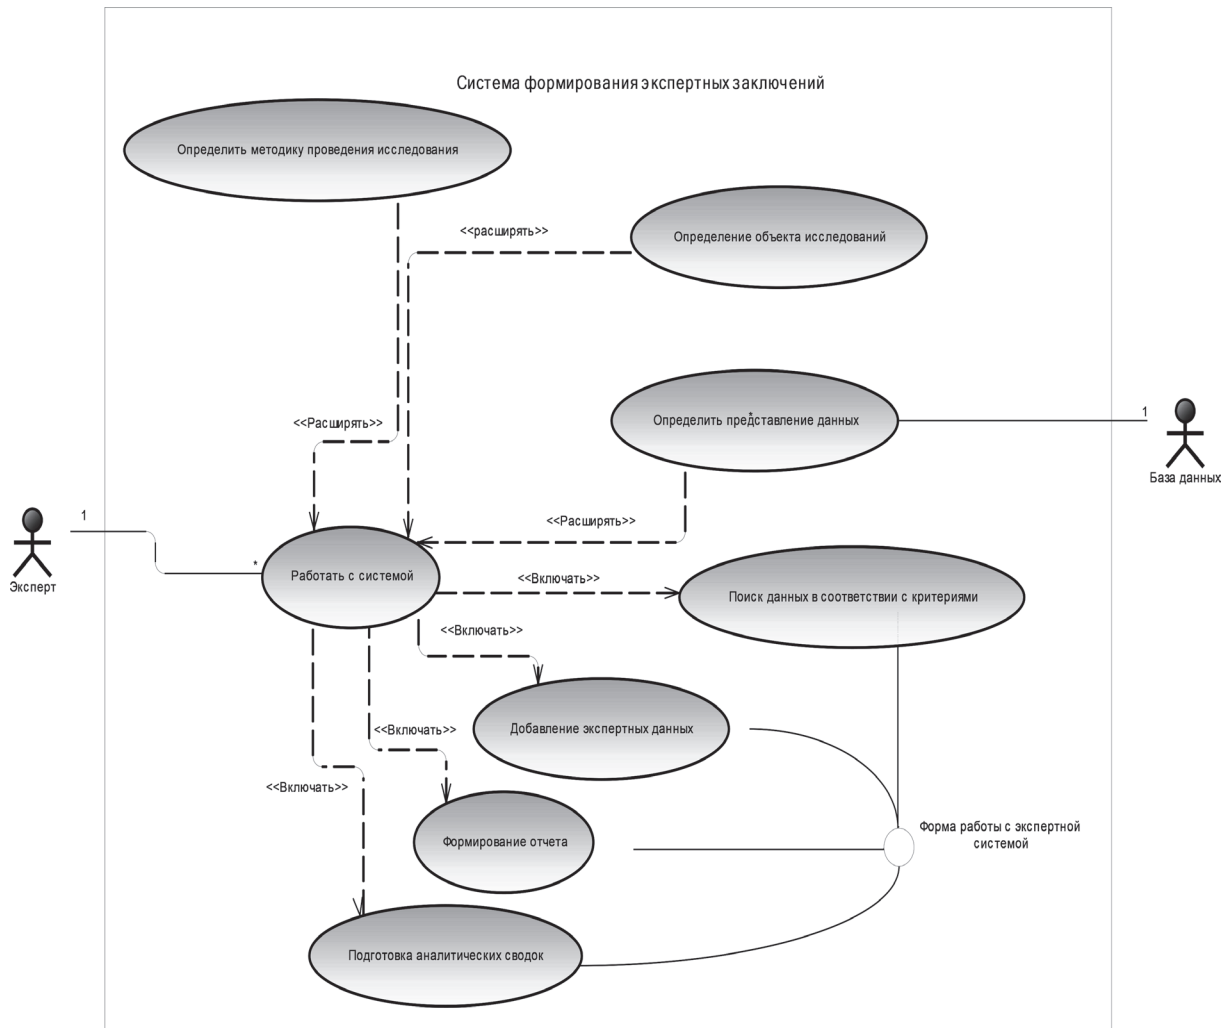 Система формирования экспертных заключений
Определить методику проведения исследования
<<расширять>>
Определение объекта исследований
<<Расширять>>
Определить представление данных
*
1
База данных
<<Расширять>>
1
Эксперт
*
Работать с системой
<<Включать>>
Поиск данных в соответствии с критериями
<<Включать>>
Добавление экспертных данных
<<Включать>>
<<Включать>>
Формирование отчета
Форма работы с экспертной
системой
Подготовка аналитических сводок